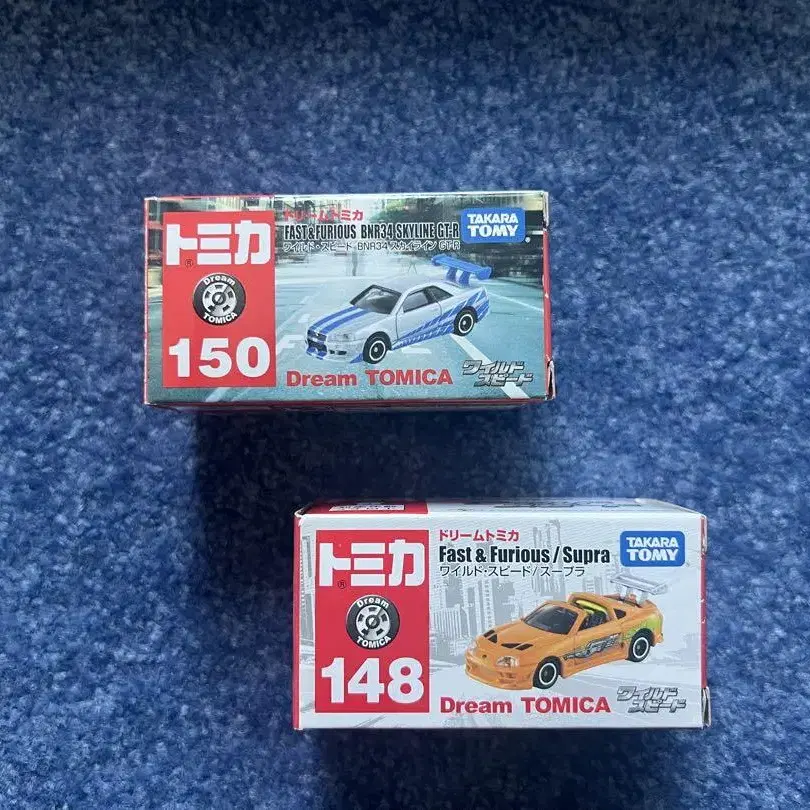 トミカ
®
Dream
TOMICA
150
ドリームトミカ
FAST&FURIOUS BNR34 SKYLINE GT-R
ワイルド・スピード BNR34 スカイライン GT-R
TAKARA
TOMY
Dream TOMICA
ワイルド
スピード
トミカ
®
Dream
TOMICA
148
ドリームトミカ
Fast & Furious / Supra
ワイルド・スピード/スープラ
TAKARA
TOMY
Dream TOMICA
ワイルド
スピード